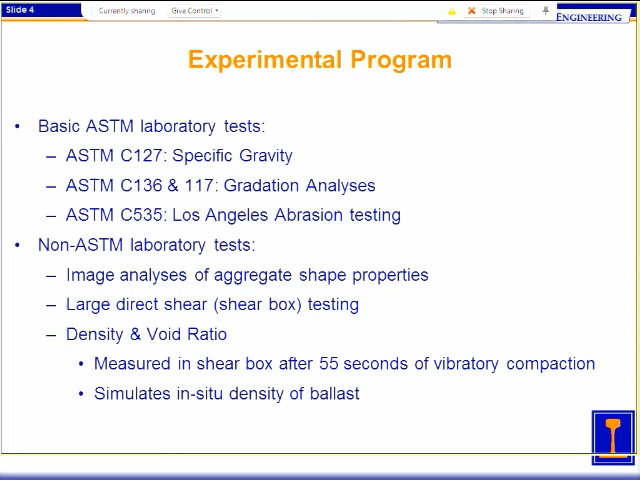 Slide 4
Currently sharing
Give Control
Stop Sharing
ENGINEERING
Experimental Program
• Basic ASTM laboratory tests:
– ASTM C127: Specific Gravity
– ASTM C136 & 117: Gradation Analyses
– ASTM C535: Los Angeles Abrasion testing
• Non-ASTM laboratory tests:
– Image analyses of aggregate shape properties
– Large direct shear (shear box) testing
– Density & Void Ratio
• Measured in shear box after 55 seconds of vibratory compaction
• Simulates in-situ density of ballast